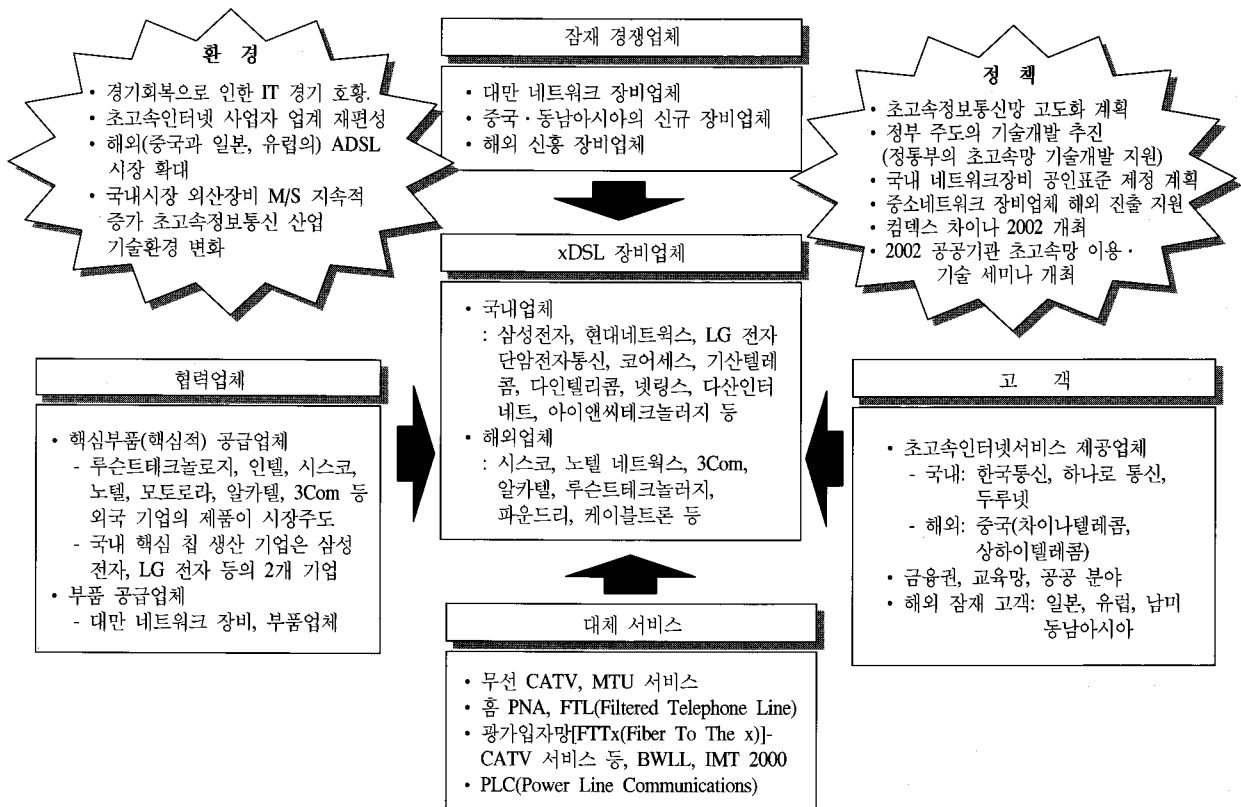 환 경
• 경기회복으로 인한 IT 경기 호황.
• 초고속인터넷 사업자 업계 재편성
• 해외(중국과 일본, 유럽의) ADSL
시장 확대
• 국내시장 외산장비 M/S 지속적
증가 초고속정보통신 산업
기술환경 변화
잠재 경쟁업체
• 대만 네트워크 장비업체
• 중국·동남아시아의 신규 장비업체
• 해외 신흥 장비업체
정 책
• 초고속정보통신망 고도화 계획
• 정부 주도의 기술개발 추진
(정통부의 초고속망 기술개발 지원)
• 국내 네트워크장비 공인표준 제정 계획
• 중소네트워크 장비업체 해외 진출 지원
• 컴덱스 차이나 2002 개최
• 2002 공공기관 초고속망 이용·
기술 세미나 개최
xDSL 장비업체
• 국내업체
: 삼성전자, 현대네트웍스, LG 전자
단암전자통신, 코어세스, 기산텔레
콤, 다인텔리콤, 넷링스, 다산인터
네트, 아이앤씨테크놀러지 등
• 해외업체
: 시스코, 노텔 네트웍스, 3Com,
알카텔, 루슨트테크놀러지,
파운드리, 케이블트론 등
협력업체
• 핵심부품(핵심적) 공급업체
- 루슨트테크놀로지, 인텔, 시스코,
노텔, 모토로라, 알카텔, 3Com 등
외국 기업의 제품이 시장주도
- 국내 핵심 칩 생산 기업은 삼성
전자, LG 전자 등의 2개 기업
• 부품 공급업체
- 대만 네트워크 장비, 부품업체
고 객
• 초고속인터넷서비스 제공업체
- 국내: 한국통신, 하나로 통신,
두루넷
- 해외: 중국(차이나텔레콤,
상하이텔레콤)
• 금융권, 교육망, 공공 분야
• 해외 잠재 고객: 일본, 유럽, 남미
동남아시아
대체 서비스
• 무선 CATV, MTU 서비스
• 홈 PNA, FTL(Filtered Telephone Line)
• 광가입자망[FTTx(Fiber To The x)]-
CATV 서비스 등, BWLL, IMT 2000
• PLC(Power Line Communications)